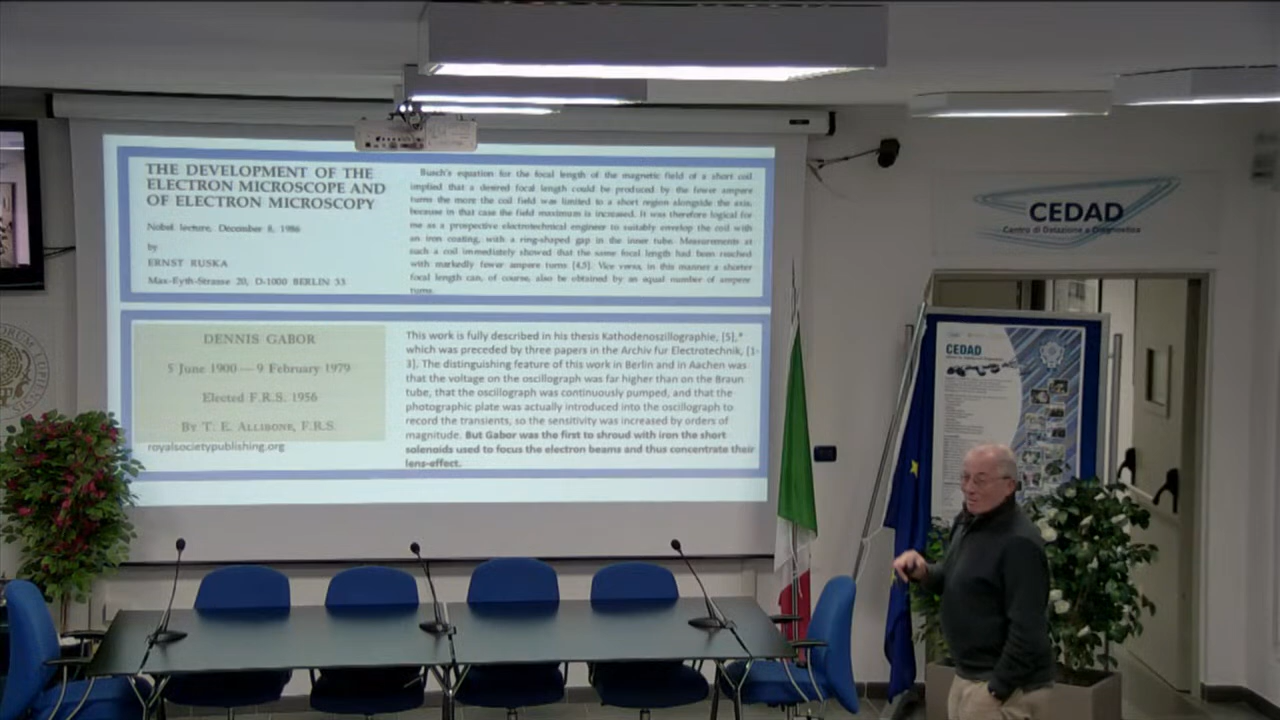 THE DEVELOPMENT OF THE
ELECTRON MICROSCOPE AND
OF ELECTRON MICROSCOPY
Nobel lecture, December 8, 1986
by
ERNST RUSKA
Max-Eyth-Strasse 20, D-1000 BERLIN 33
Busch's equation for the focal length of the magnetic field of a short coil
implied that a desired focal length could be produced by the fewer ampere
turns the more the coil field was limited to a short region alongside the axis,
because in that case the field maximum is increased. It was therefore logical for
me as a prospective electrotechnical engineer to suitably envelop the coil with
an iron coating, with a ring-shaped gap in the inner tube. Measurements at
such a coil immediately showed that the same focal length had been reached
with markedly fewer ampere turns [4,5]. Vice versa, in this manner a shorter
focal length can, of course, also be obtained by an equal number of ampere
turns.
DENNIS GABOR
5 June 1900 — 9 February 1979
Elected F.R.S. 1956
BY T. E. ALLIBONE, F.R.S.
royalsocietypublishing.org
This work is fully described in his thesis Kathodenoszillographie, [5],*
which was preceded by three papers in the Archiv fur Electrotechnik, [1-
3]. The distinguishing feature of this work in Berlin and in Aachen was
that the voltage on the oscillograph was far higher than on the Braun
tube, that the oscillograph was continuously pumped, and that the
photographic plate was actually introduced into the oscillograph to
record the transients, so the sensitivity was increased by orders of
magnitude. But Gabor was the first to shroud with iron the short
solenoids used to focus the electron beams and thus concentrate their
lens-effect.
CEDAD
Centro di Datazione e Diagnostica
CEDAD